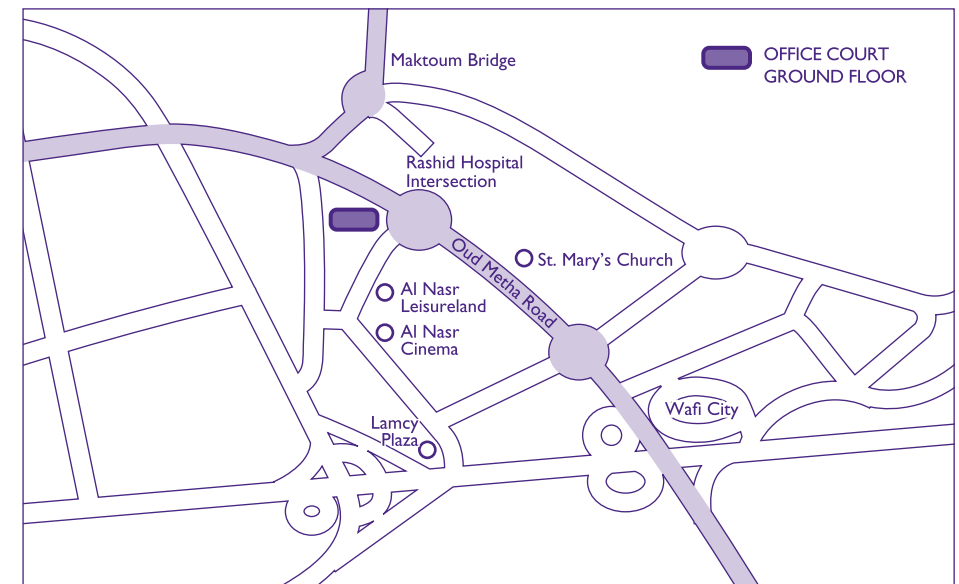 Maktoum Bridge
OFFICE COURT
GROUND FLOOR
Rashid Hospital
Intersection
Oud Metha Road
St. Mary’s Church
Al Nasr
Leisureland
Al Nasr
Cinema
Wafi City
Lamcy
Plaza